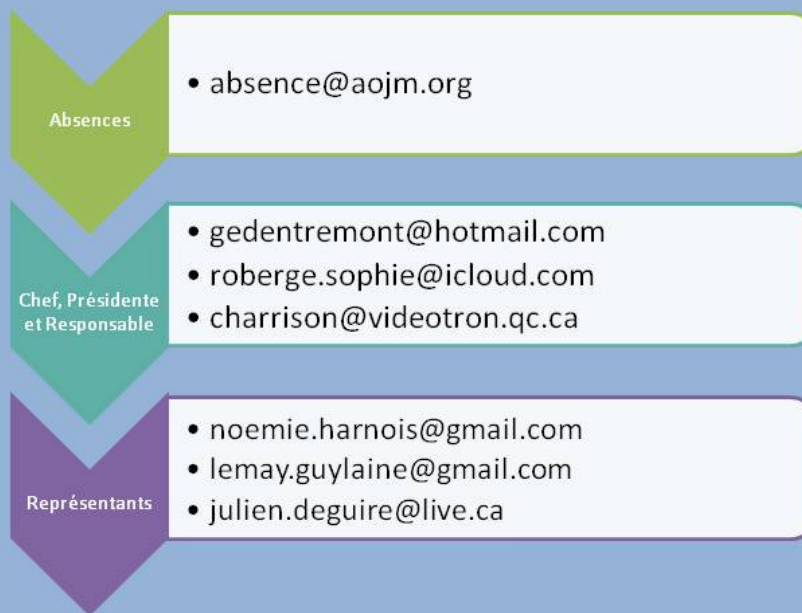 Absences
• absence@aojm.org
Chef, Présidente
et Responsable
• gedentremont@hotmail.com
• roberge.sophie@icloud.com
• charrison@videotron.qc.ca
Représentants
• noemie.harnois@gmail.com
• lemay.guylaine@gmail.com
• julien.deguire@live.ca